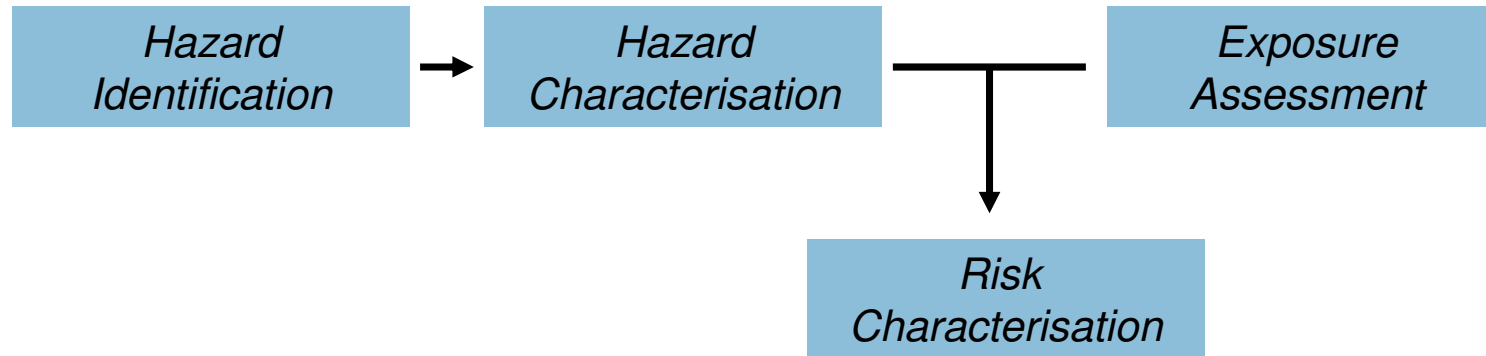 Hazard
Identification
Hazard
Characterisation
Exposure
Assessment
Risk
Characterisation